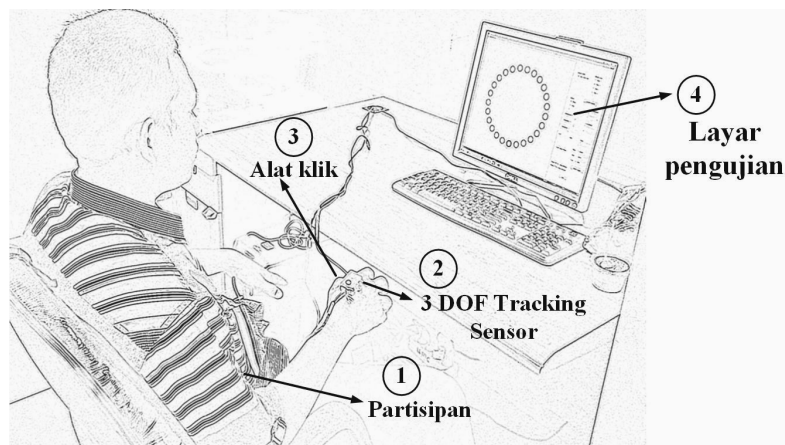 4
Layar
pengujian
3
Alat klik
2
3 DOF Tracking
Sensor
1
Partisipan